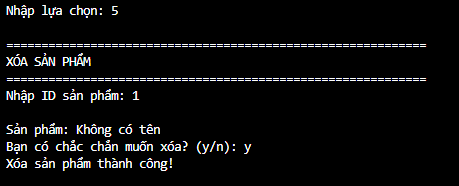 Nhập lựa chọn: 5
============================================================
XÓA SẢN PHẨM
============================================================
Nhập ID sản phẩm: 1
Sản phẩm: Không có tên
Bạn có chắc chắn muốn xóa? (y/n): y
Xóa sản phẩm thành công!